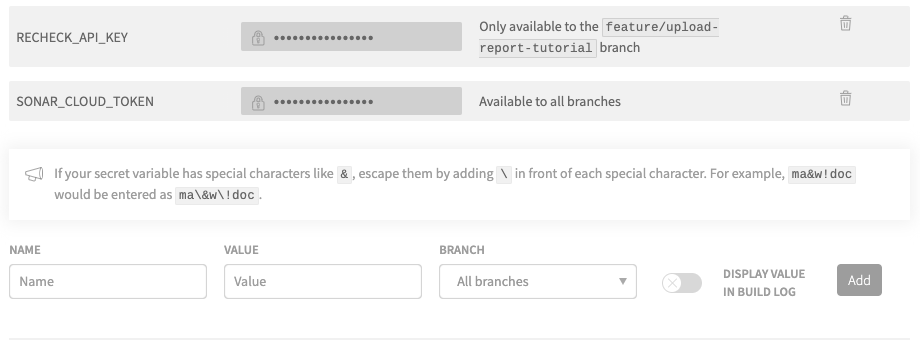 RECHECK_API_KEY •••••••••••••••• Only available to the feature/upload-
report-tutorial branch
SONAR_CLOUD_TOKEN •••••••••••••••• Available to all branches
If your secret variable has special characters like &, escape them by adding \ in front of each special character. For example, ma&w!doc
would be entered as ma\&w\!doc.
NAME VALUE BRANCH
Name Value All branches DISPLAY VALUE
IN BUILD LOG Add